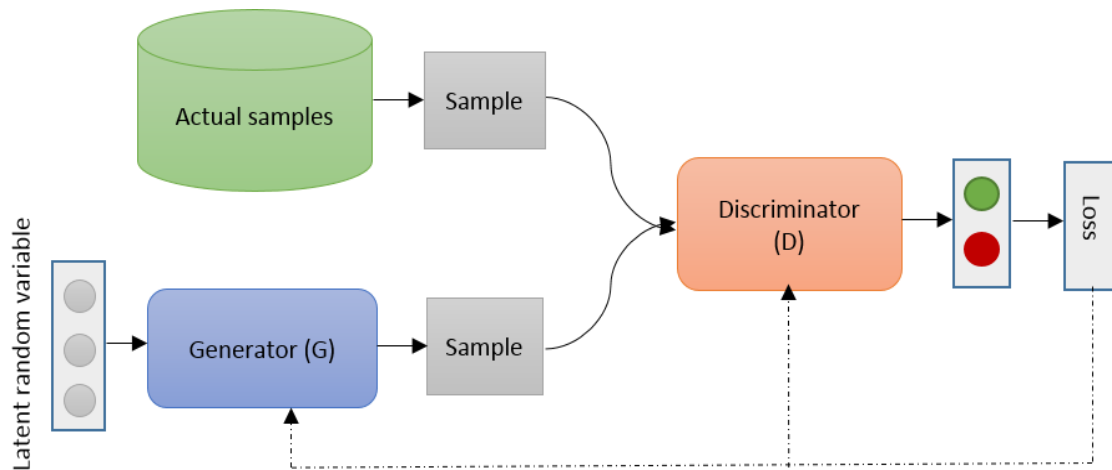 Actual samples
Sample
Discriminator
(D)
Loss
Latent random variable
Generator (G)
Sample